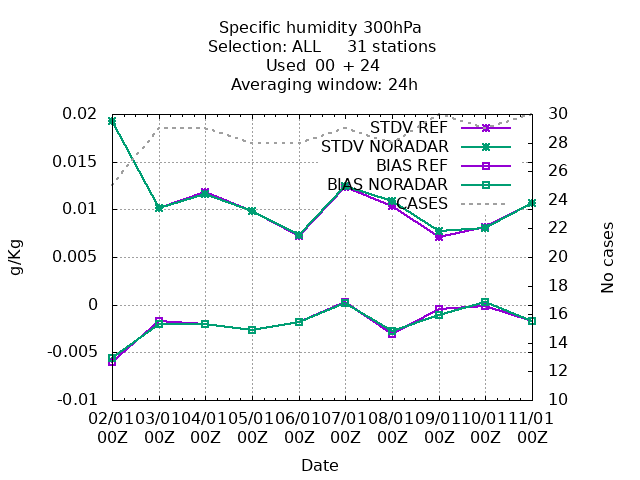 Specific humidity 300hPa
Selection: ALL     31 stations
Used  00  + 24
Averaging window: 24h
0.02
0.015
0.01
0.005
0
-0.005
-0.01
g/Kg
30
28
26
24
22
20
18
16
14
12
10
No cases
STDV REF
STDV NORADAR
BIAS REF
BIAS NORADAR
CASES
02/01 03/01 04/01 05/01 06/01 07/01 08/01 09/01 10/01 11/01
00Z 00Z 00Z 00Z 00Z 00Z 00Z 00Z 00Z 00Z
Date